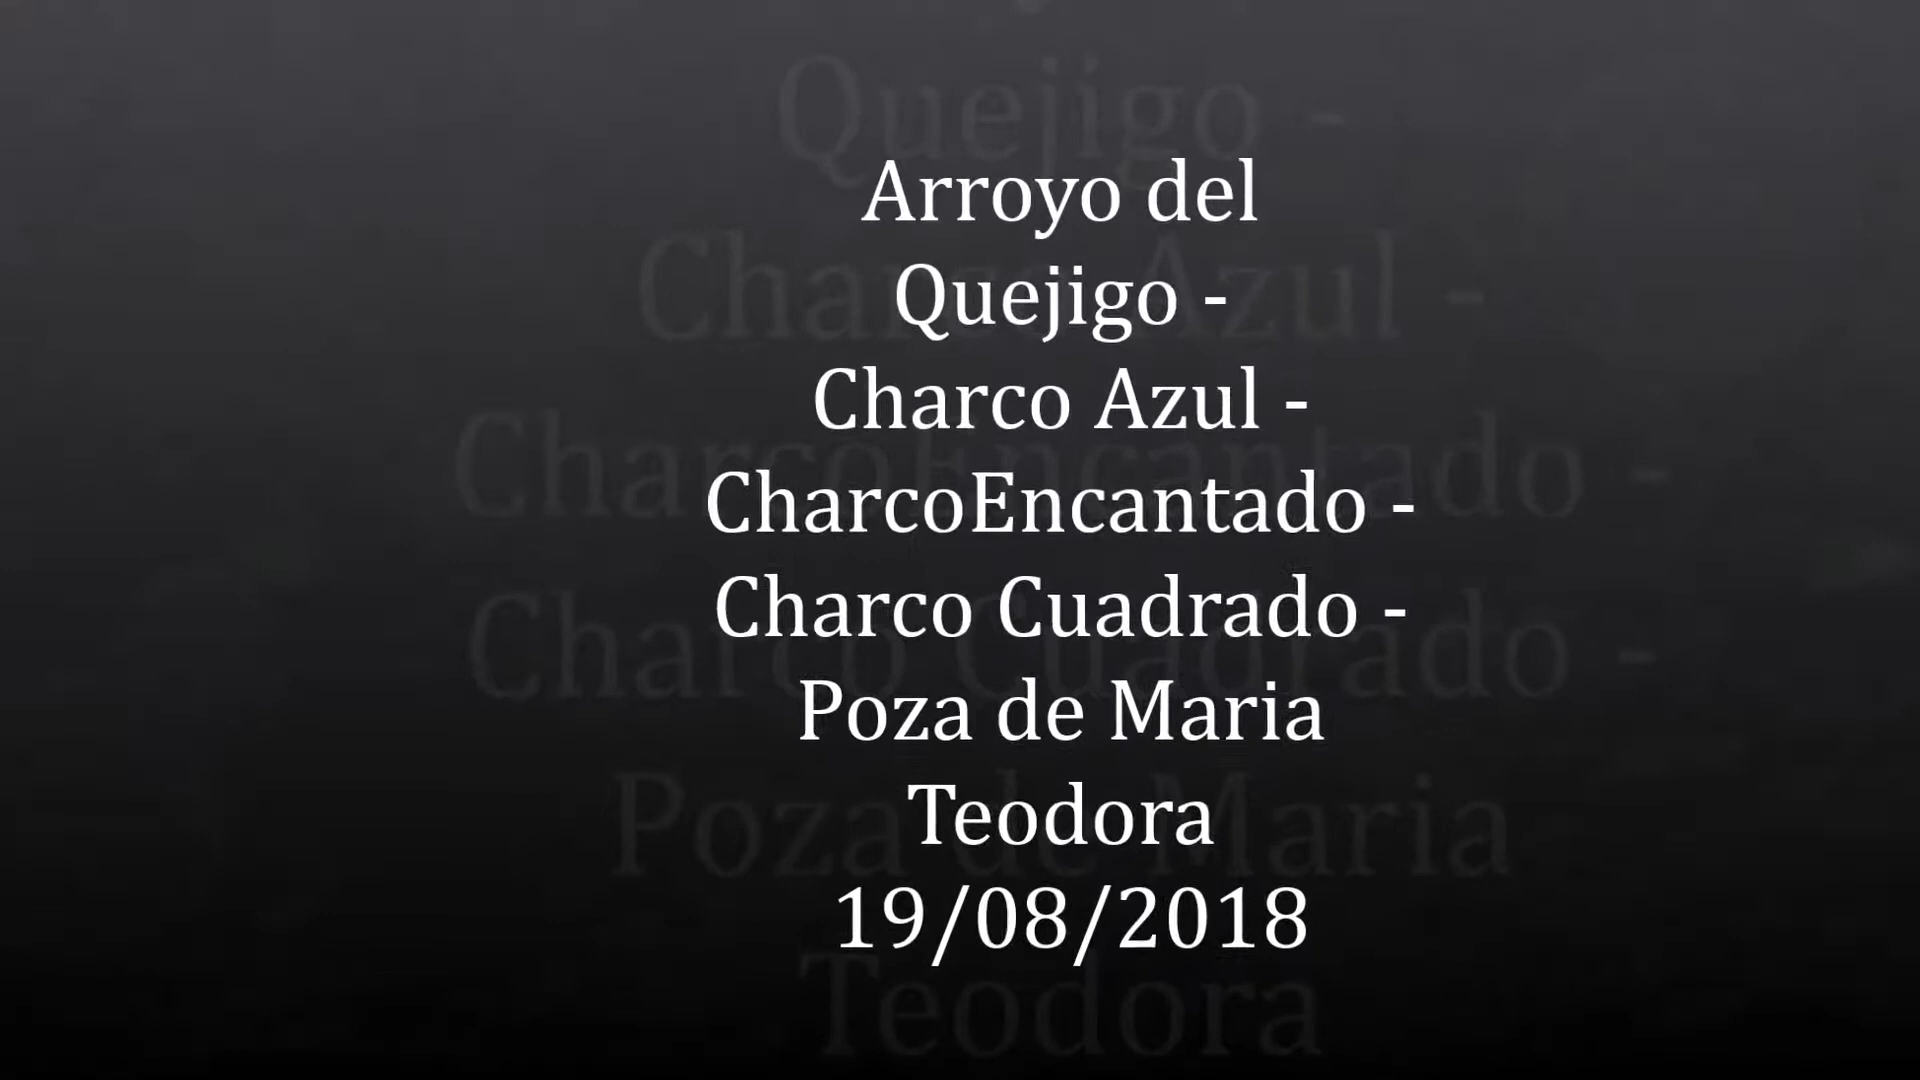 Arroyo del
Quejigo -
Charco Azul -
CharcoEncantado -
Charco Cuadrado -
Poza de Maria
Teodora
19/08/2018